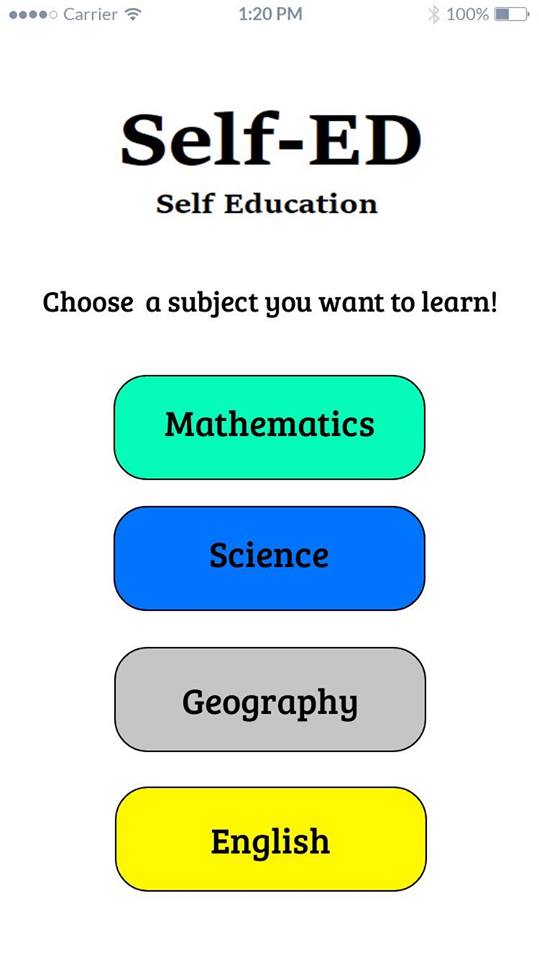 Carrier 1:20 PM 100%
Self-ED
Self Education
Choose  a subject you want to learn!
Mathematics
Science
Geography
English